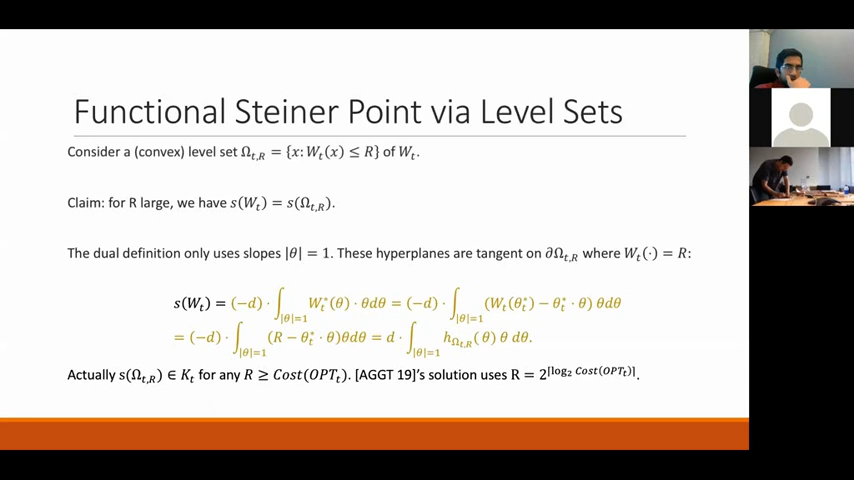 Functional Steiner Point via Level Sets
Consider a (convex) level set Ω_{t,R} = {x: W_t(x) ≤ R} of W_t.
Claim: for R large, we have s(W_t) = s(Ω_{t,R}).
The dual definition only uses slopes |θ| = 1. These hyperplanes are tangent on ∂Ω_{t,R} where W_t(·) = R:
s(W_t) = (−d) · ∫_{|θ|=1} W_t^*(θ) · θdθ = (−d) · ∫_{|θ|=1} (W_t(θ_t^*) − θ_t^* · θ) θdθ
= (−d) · ∫_{|θ|=1} (R − θ_t^* · θ)θdθ = d · ∫_{|θ|=1} h_{Ω_{t,R}}(θ) θ dθ.
Actually s(Ω_{t,R}) ∈ K_t for any R ≥ Cost(OPT_t). [AGGT 19]'s solution uses R = 2^{⌈log_2 Cost(OPT_t)⌉}.